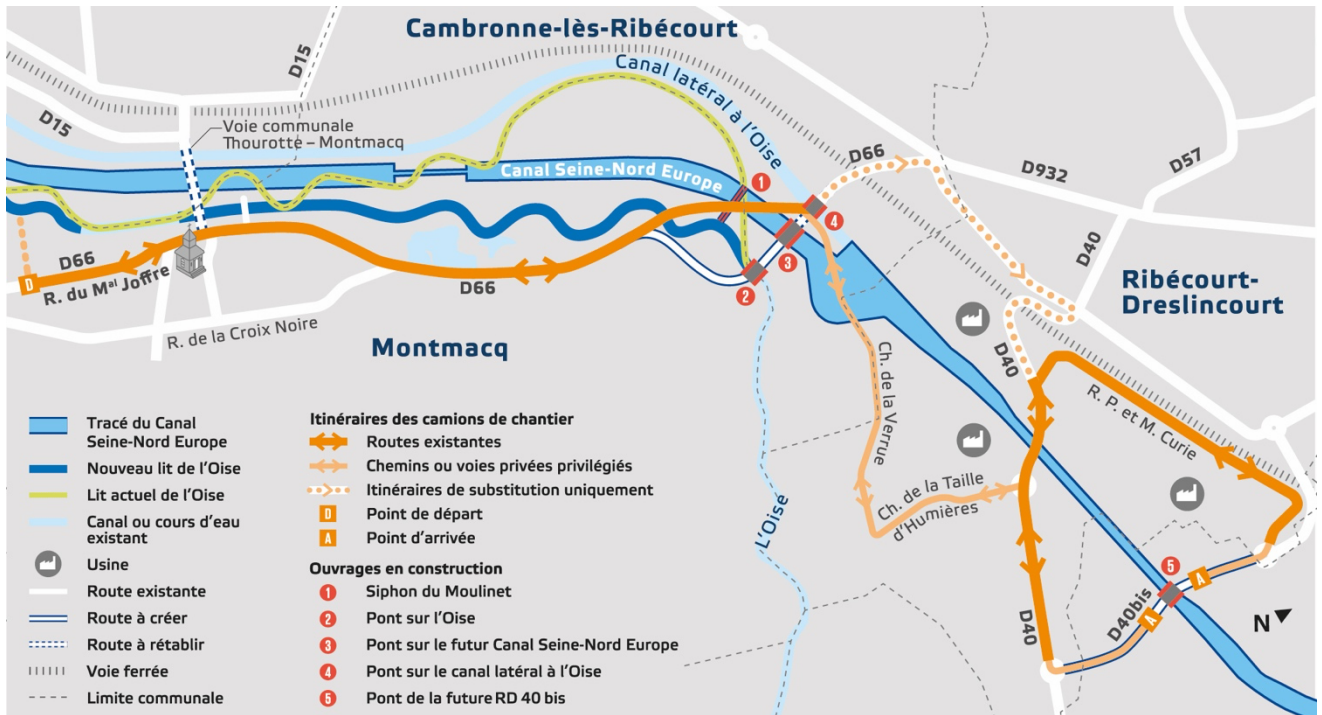 Cambronne-lès-Ribécourt
D15
Canal latéral à l'Oise
D15
Voie communale
Thourotte – Montmacq
D66
D57
D932
Canal Seine-Nord Europe
1
4
D40
3
D66
D
R. du Mal Joffre
D66
2
Ribécourt-
Dreslincourt
R. de la Croix Noire
Montmacq
D40
Ch. de la Verrue
R. P. et M. Curie
Ch. de la Taille
d'Humières
L'Oise
5
A
D40bis
A
D40
N
Tracé du Canal
Seine-Nord Europe
Nouveau lit de l'Oise
Lit actuel de l'Oise
Canal ou cours d'eau
existant
Usine
Route existante
Route à créer
Route à rétablir
Voie ferrée
Limite communale
Itinéraires des camions de chantier
Routes existantes
Chemins ou voies privées privilégiés
Itinéraires de substitution uniquement
D Point de départ
A Point d'arrivée
Ouvrages en construction
1 Siphon du Moulinet
2 Pont sur l'Oise
3 Pont sur le futur Canal Seine-Nord Europe
4 Pont sur le canal latéral à l'Oise
5 Pont de la future RD 40 bis